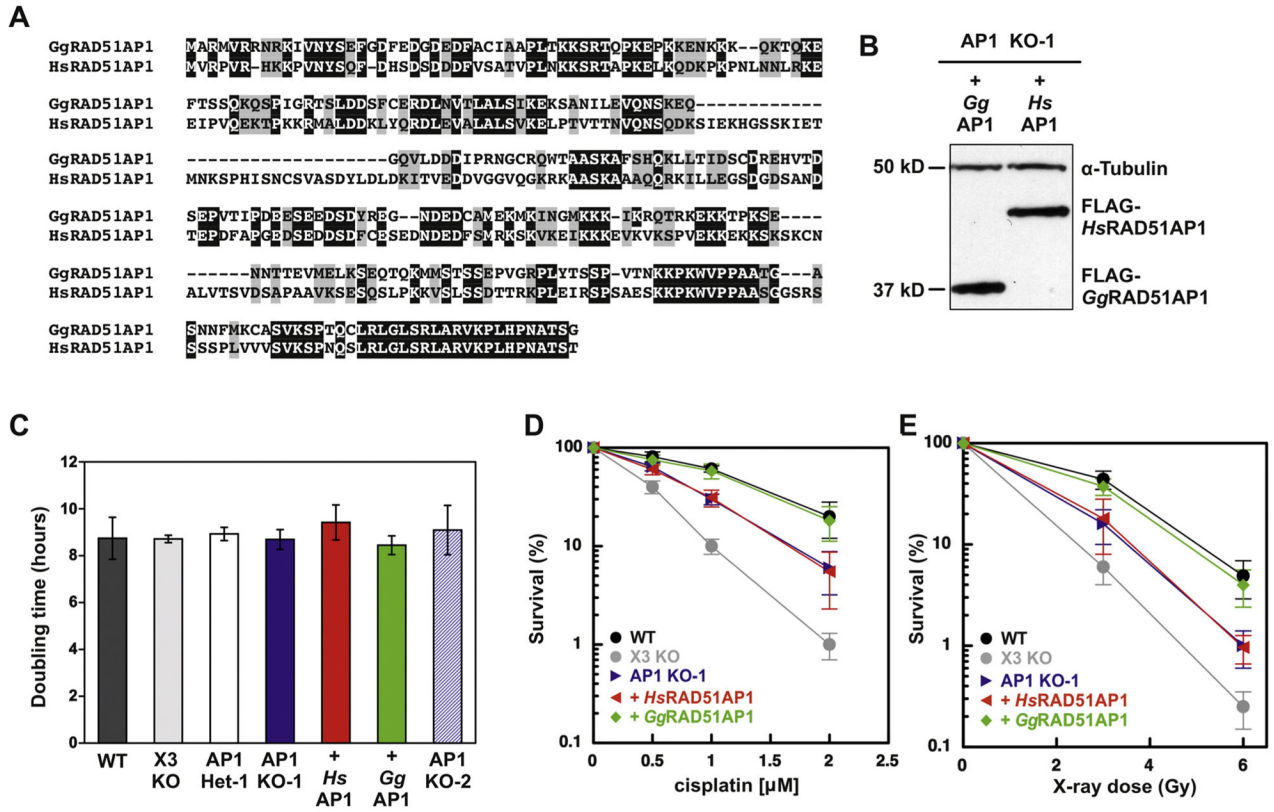 A
GgRAD51AP1 MARMVRRNRKIVNYSEFGDFEDGDEDFACIAAPLTKKSRTQPKEPKKENKKK--QKTQKE
HsRAD51AP1 MVRPVR-HKKPVNYSQF-DHSDSDDDFVSATVPLNKKSRTAPKELKQDKPKPNLNNLRKE
GgRAD51AP1 FTSSQKQSPIGRTSLDDSFCERDLNVTLALSIKEKSANILEVQNSKEQ------------
HsRAD51AP1 EIPVQEKTPKKRMALDDKLYQRDLEVALALSVKELPTVTTNVQNSQDKSIEKHGSSKIET
GgRAD51AP1 -------------------GQVLDDDIPRNGCRQWTAASKAFSHQKLLTIDSCDREHVTD
HsRAD51AP1 MNKSPHISNCSVASDYLDLDKITVEDDVGGVQGKRKAASKAAAQQRKILLEGSDGDSAND
GgRAD51AP1 SEPVTIPDEESEEDSDYREG--NDEDCAMEKMKINGMKKK-IKRQTRKEKKTPKSE----
HsRAD51AP1 TEPDFAPGEDSEDDSDFCESEDNDEDFSMRKSKVKEIKKKEVKVKSPVEKKEKKSKSKCN
GgRAD51AP1 ------NNTTEVMELKSEQTQKMMSTSSEPVGRPLYTSSP-VTNKKPKWVPPAATG---A
HsRAD51AP1 ALVTSVDSAPAAVKSESQSLPKKVSLSSDTTRKPLEIRSPSAESKKPKWVPPAASGGSRS
GgRAD51AP1 SNNFMKCASVKSPTQCLRLGLSRLARVKPLHPNATSG
HsRAD51AP1 SSSPLVVVSVKSPNQSLRLGLSRLARVKPLHPNATST
B
AP1 KO-1
+ +
Gg Hs
AP1 AP1
50 kD
α-Tubulin
FLAG-
HsRAD51AP1
37 kD
FLAG-
GgRAD51AP1
C
Doubling time (hours)
12
10
8
6
4
2
0
WT X3 KO AP1 Het-1 AP1 KO-1 + Hs AP1 + Gg AP1 AP1 KO-2
D
Survival (%)
100
10
1
0.1
WT
X3 KO
AP1 KO-1
+ HsRAD51AP1
+ GgRAD51AP1
0 0.5 1.0 1.5 2.0 2.5
cisplatin [µM]
E
Survival (%)
100
10
1
0.1
WT
X3 KO
AP1 KO-1
+ HsRAD51AP1
+ GgRAD51AP1
0 2 4 6
X-ray dose (Gy)